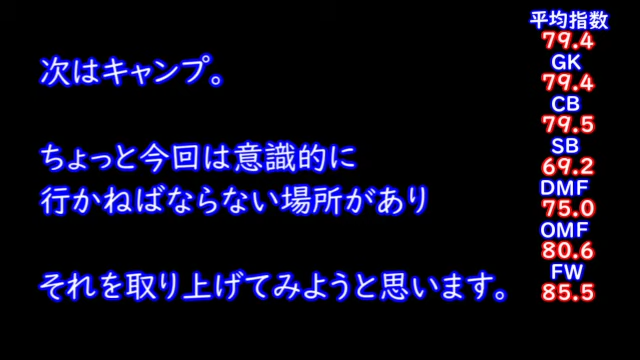 次はキャンプ。
ちょっと今回は意識的に
行かねばならない場所があり
それを取り上げてみようと思います。
平均指数
79.4
GK
79.4
CB
79.5
SB
69.2
DMF
75.0
OMF
80.6
FW
85.5